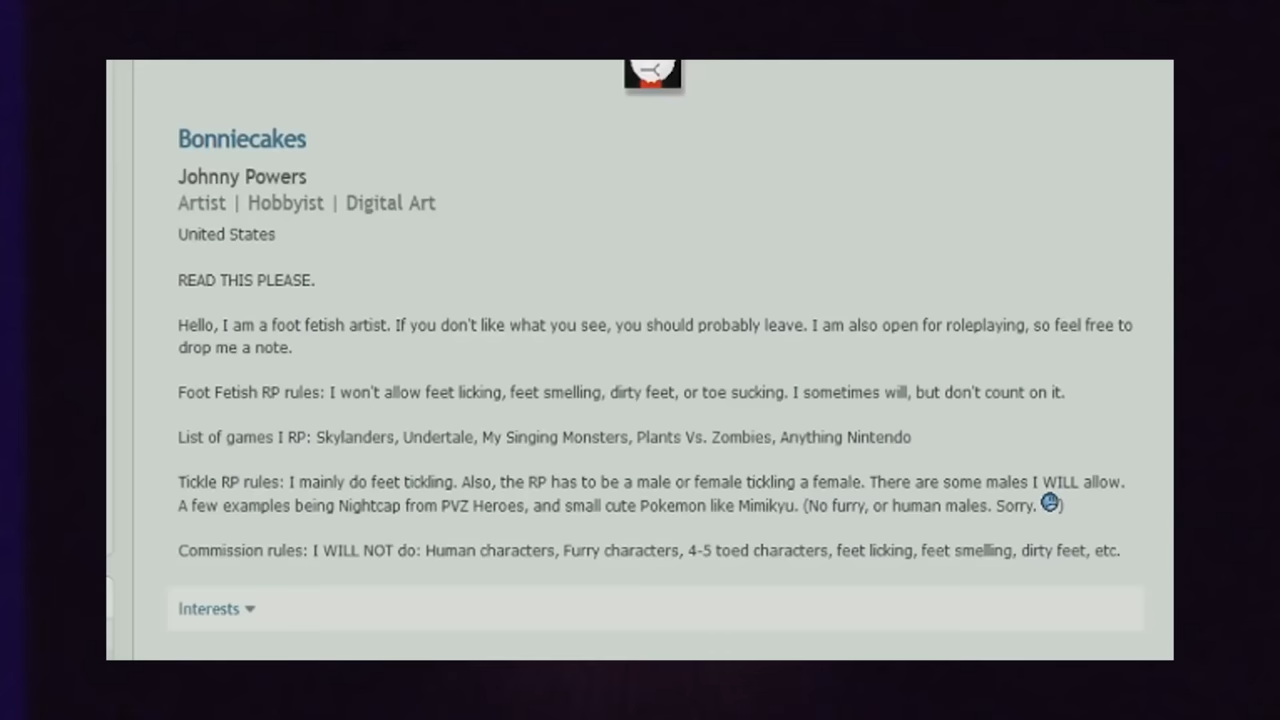 Bonniecakes
Johnny Powers
Artist | Hobbyist | Digital Art
United States
READ THIS PLEASE.
Hello, I am a foot fetish artist. If you don't like what you see, you should probably leave. I am also open for roleplaying, so feel free to
drop me a note.
Foot Fetish RP rules: I won't allow feet licking, feet smelling, dirty feet, or toe sucking. I sometimes will, but don't count on it.
List of games I RP: Skylanders, Undertale, My Singing Monsters, Plants Vs. Zombies, Anything Nintendo
Tickle RP rules: I mainly do feet tickling. Also, the RP has to be a male or female tickling a female. There are some males I WILL allow.
A few examples being Nightcap from PVZ Heroes, and small cute Pokemon like Mimikyu. (No furry, or human males. Sorry. )
Commission rules: I WILL NOT do: Human characters, Furry characters, 4-5 toed characters, feet licking, feet smelling, dirty feet, etc.
Interests